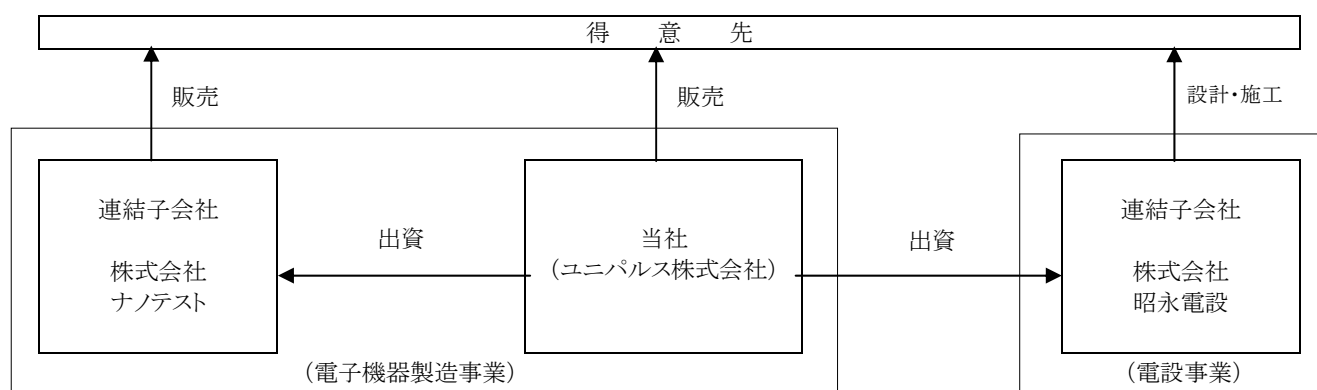 得 意 先
販売
販売
設計・施工
連結子会社
株式会社
ナノテスト
出資
当社
(ユニパルス株式会社)
出資
連結子会社
株式会社
昭永電設
(電子機器製造事業)
(電設事業)